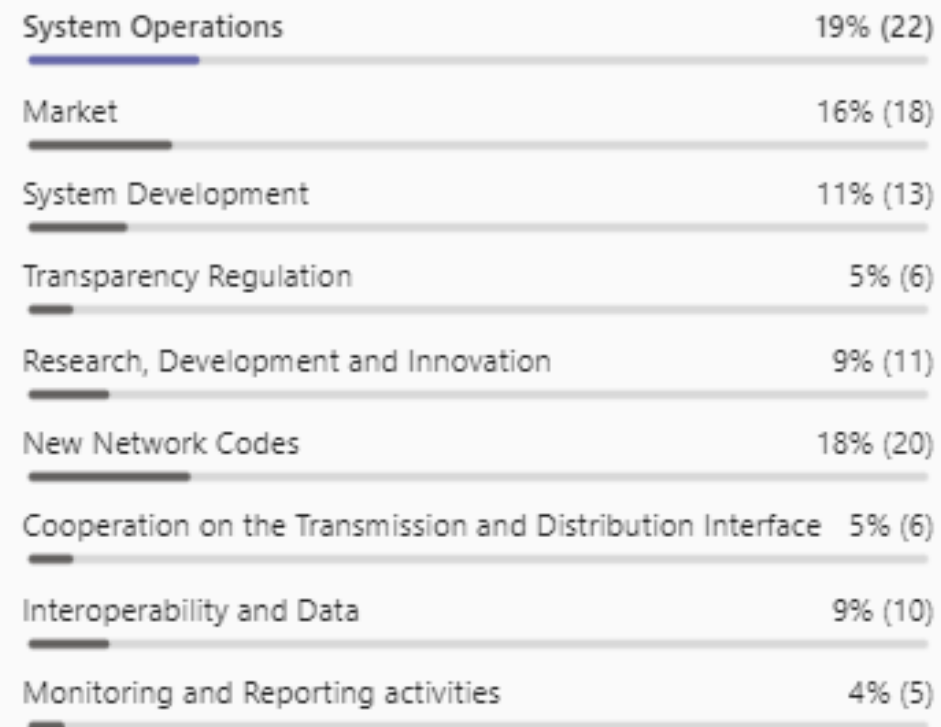 System Operations 19% (22)
Market 16% (18)
System Development 11% (13)
Transparency Regulation 5% (6)
Research, Development and Innovation 9% (11)
New Network Codes 18% (20)
Cooperation on the Transmission and Distribution Interface 5% (6)
Interoperability and Data 9% (10)
Monitoring and Reporting activities 4% (5)